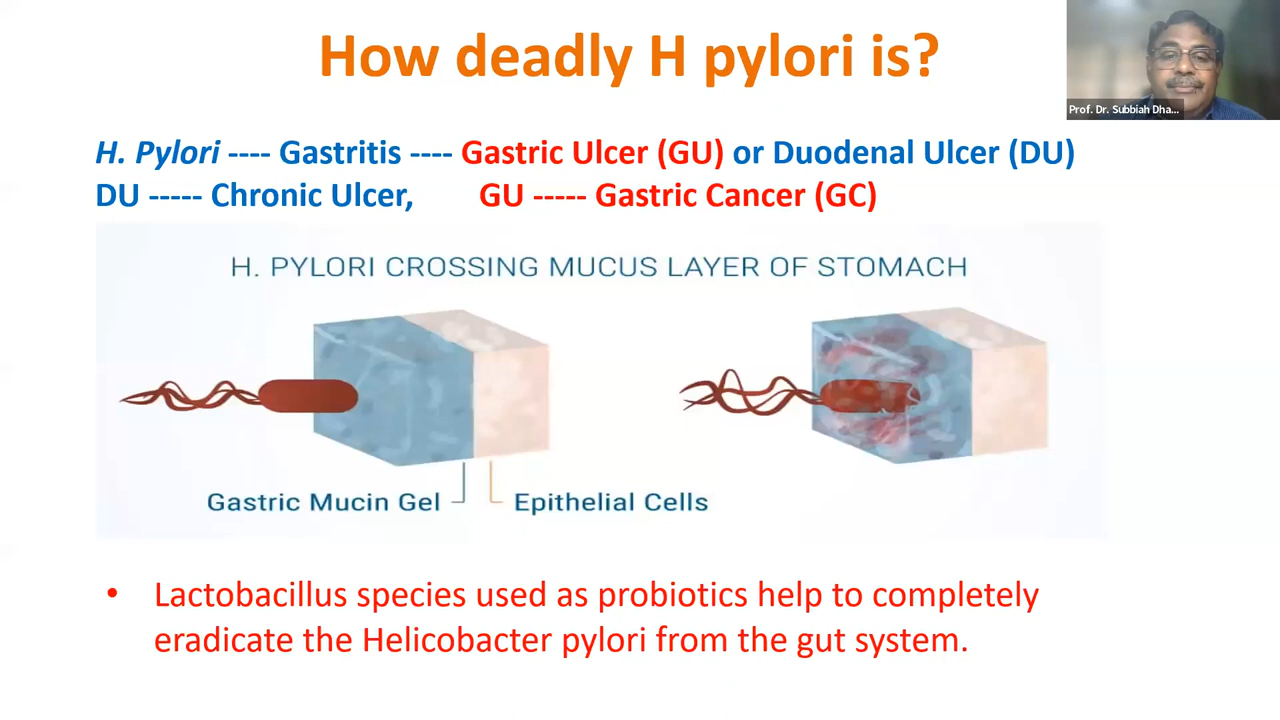 How deadly H pylori is?
Prof. Dr. Subbiah Dha...
H. Pylori ---- Gastritis ---- Gastric Ulcer (GU) or Duodenal Ulcer (DU)
DU ----- Chronic Ulcer, GU ----- Gastric Cancer (GC)
H. PYLORI CROSSING MUCUS LAYER OF STOMACH
Gastric Mucin Gel
Epithelial Cells
• Lactobacillus species used as probiotics help to completely
eradicate the Helicobacter pylori from the gut system.